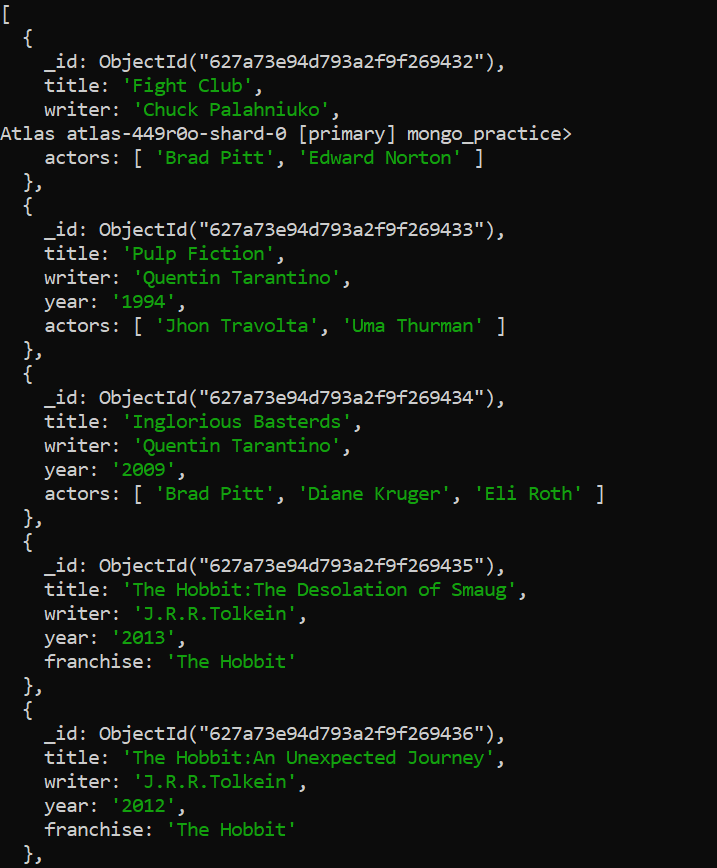 [
  {
    _id: ObjectId("627a73e94d793a2f9f269432"),
    title: 'Fight Club',
    writer: 'Chuck Palahniuko',
Atlas atlas-449r0o-shard-0 [primary] mongo_practice>
    actors: [ 'Brad Pitt', 'Edward Norton' ]
  },
  {
    _id: ObjectId("627a73e94d793a2f9f269433"),
    title: 'Pulp Fiction',
    writer: 'Quentin Tarantino',
    year: '1994',
    actors: [ 'Jhon Travolta', 'Uma Thurman' ]
  },
  {
    _id: ObjectId("627a73e94d793a2f9f269434"),
    title: 'Inglorious Basterds',
    writer: 'Quentin Tarantino',
    year: '2009',
    actors: [ 'Brad Pitt', 'Diane Kruger', 'Eli Roth' ]
  },
  {
    _id: ObjectId("627a73e94d793a2f9f269435"),
    title: 'The Hobbit:The Desolation of Smaug',
    writer: 'J.R.R.Tolkein',
    year: '2013',
    franchise: 'The Hobbit'
  },
  {
    _id: ObjectId("627a73e94d793a2f9f269436"),
    title: 'The Hobbit:An Unexpected Journey',
    writer: 'J.R.R.Tolkein',
    year: '2012',
    franchise: 'The Hobbit'
  },